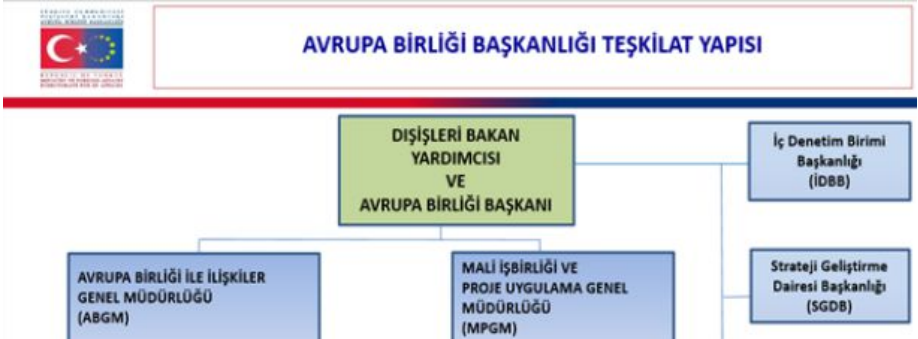 AVRUPA BİRLİĞİ BAŞKANLIĞI TEŞKİLAT YAPISI
DIŞİŞLERİ BAKAN
YARDIMCISI
VE
AVRUPA BİRLİĞİ BAŞKANI
İç Denetim Birimi
Başkanlığı
(İDBB)
AVRUPA BİRLİĞİ İLE İLİŞKİLER
GENEL MÜDÜRLÜĞÜ
(ABGM)
MALİ İŞBİRLİĞİ VE
PROJE UYGULAMA GENEL
MÜDÜRLÜĞÜ
(MPGM)
Strateji Geliştirme
Dairesi Başkanlığı
(SGDB)